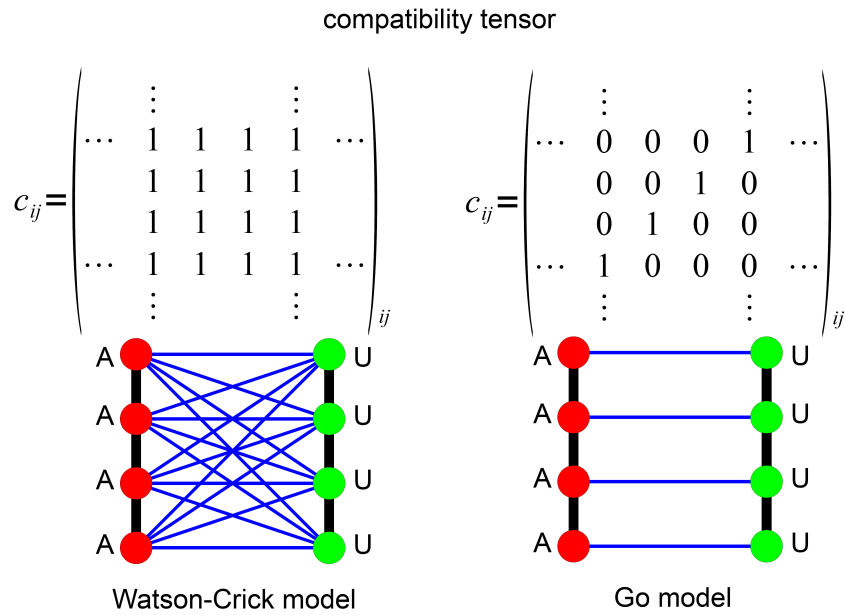 compatibility tensor
⋮ ⋮ ⋮ ⋮
⋯ 1 1 1 1 ⋯ ⋯ 0 0 0 1 ⋯
1 1 1 1 0 0 1 0
c_ij = c_ij =
1 1 1 1 0 1 0 0
⋯ 1 1 1 1 ⋯ ⋯ 1 0 0 0 ⋯
⋮ ⋮ ij ⋮ ⋮ ij
A U A U
A U A U
A U A U
A U A U
Watson-Crick model Go model